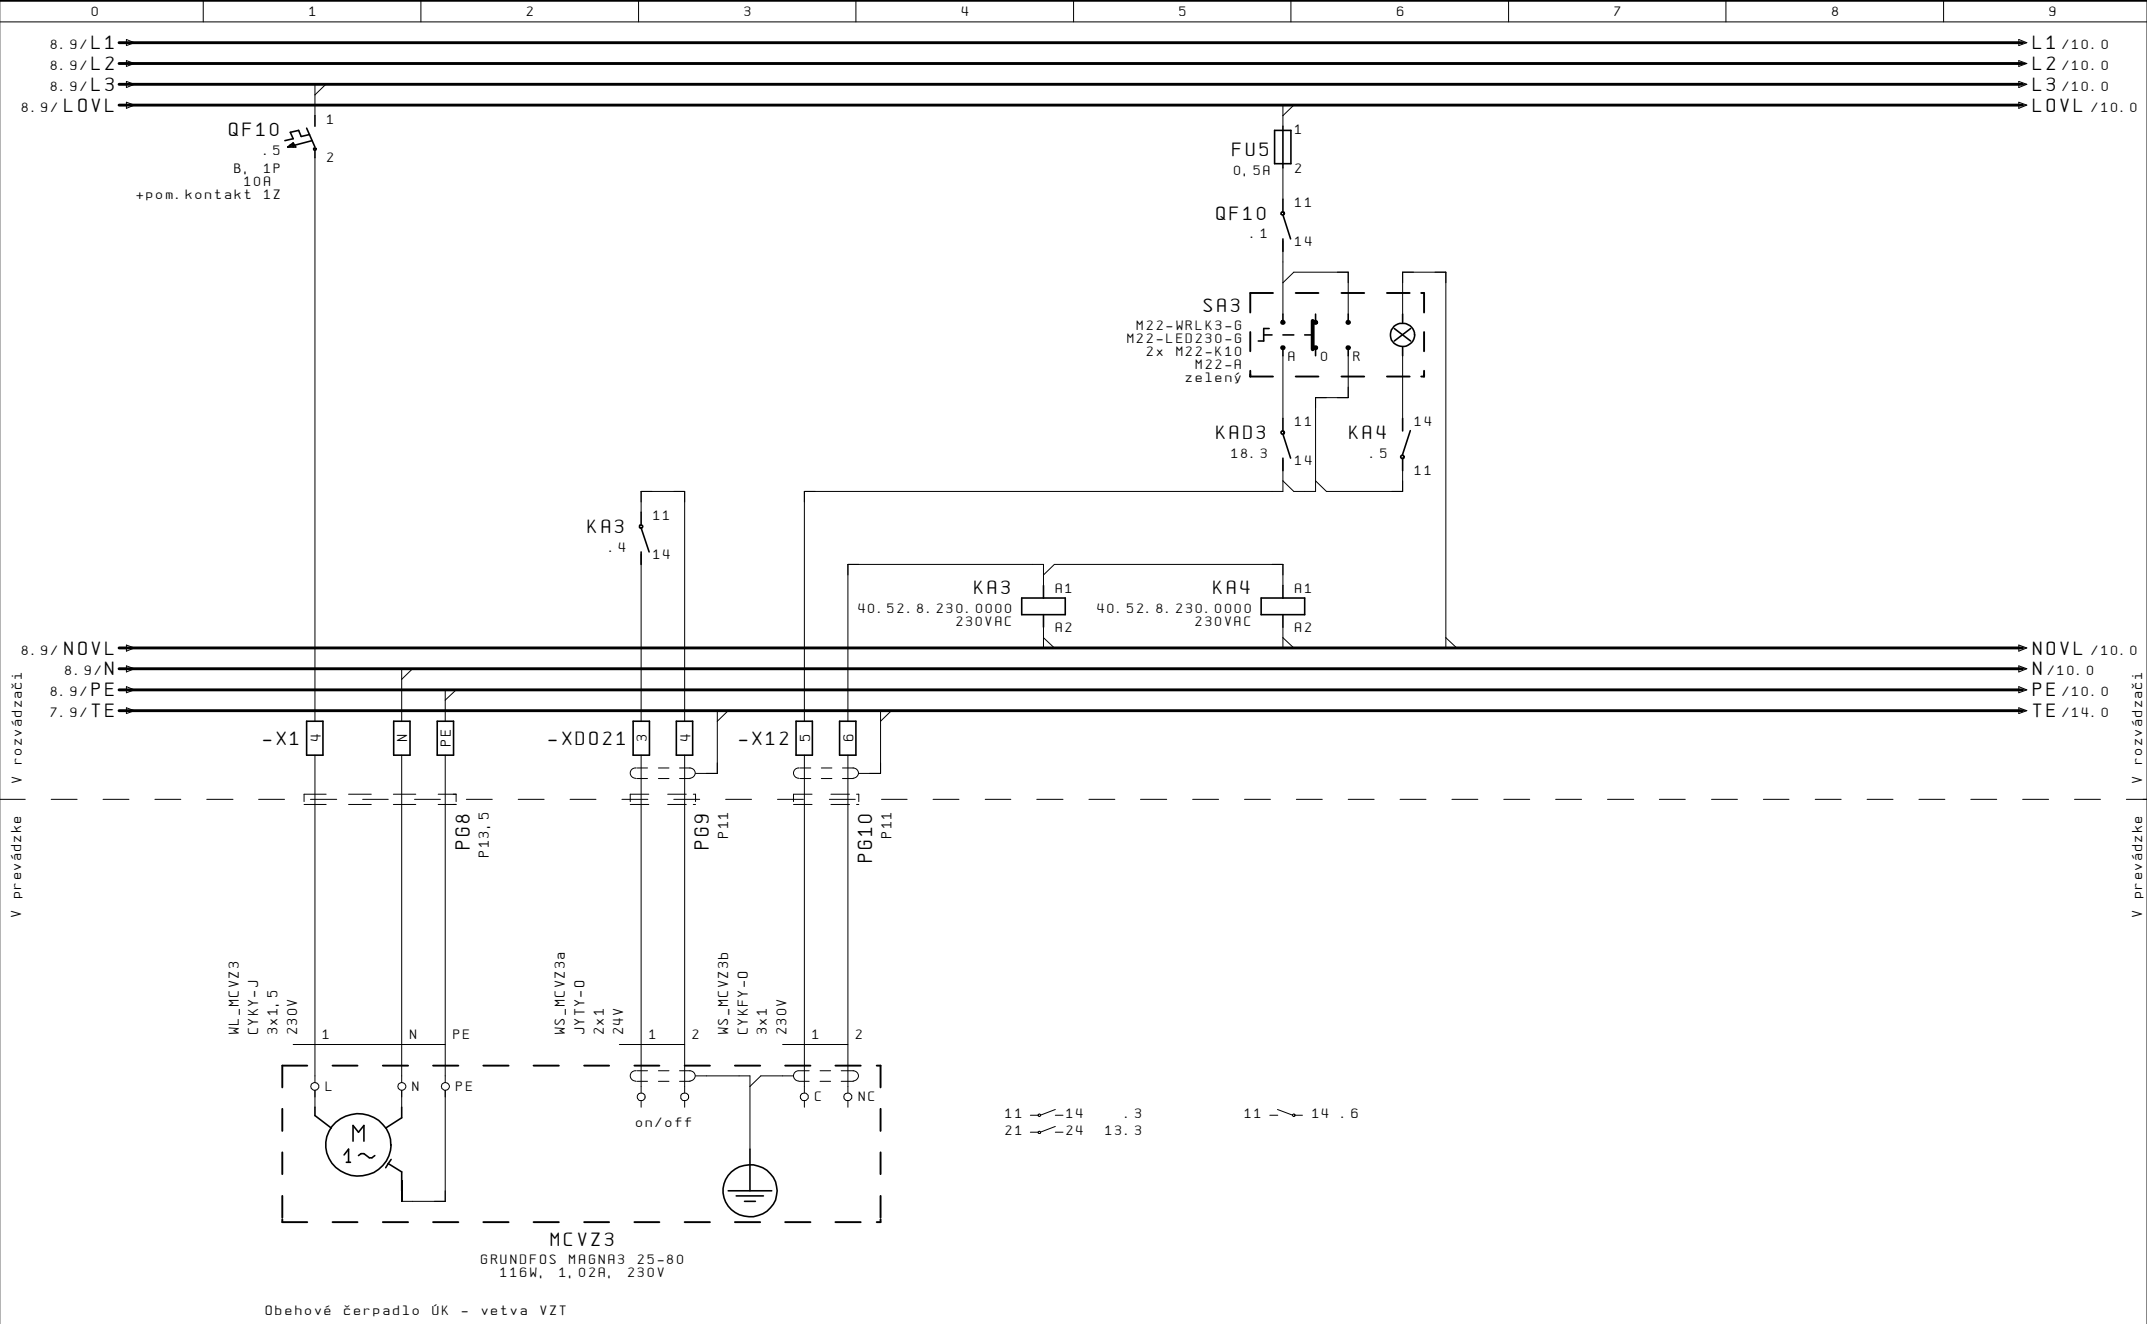 0 1 2 3 4 5 6 7 8 9
8.9/L1 L1/10.0
8.9/L2 L2/10.0
8.9/L3 L3/10.0
8.9/LOVL LOVL/10.0
QF10 1
.5 2
B, 1P
10A
+pom.kontakt 1Z
FU5 1
0,5A 2
QF10 11
.1 14
SA3
M22-WRLK3-G
M22-LED230-G
2x M22-K10
M22-A
zelený
A O R
KAD3 11
18.3 14
KA4 14
.5 11
KA3 11
.4 14
KA3 A1
40.52.8.230.0000
230VAC A2
KA4 A1
40.52.8.230.0000
230VAC A2
8.9/NOVL NOVL/10.0
8.9/N N/10.0
8.9/PE PE/10.0
7.9/TE TE/14.0
V rozvádzači
V rozvádzači
-X1 4 N PE
-XDO21 3 4
-X12 5 6
V prevádzke
V prevádzke
PG8
P13,5
PG9
P11
PG10
P11
WL_MCVZ3
CYKY-J
3x1,5
230V
1 N PE
WS_MCVZ3a
JYTY-O
2x1
24V
1 2
WS_MCVZ3b
CYKFY-O
3x1
230V
1 2
L N PE
C NC
on/off
M
1~
11 14 .3
21 24 13.3
11 14 .6
MCVZ3
GRUNDFOS MAGNA3 25-80
116W, 1,02A, 230V
Obehové čerpadlo ÚK - vetva VZT